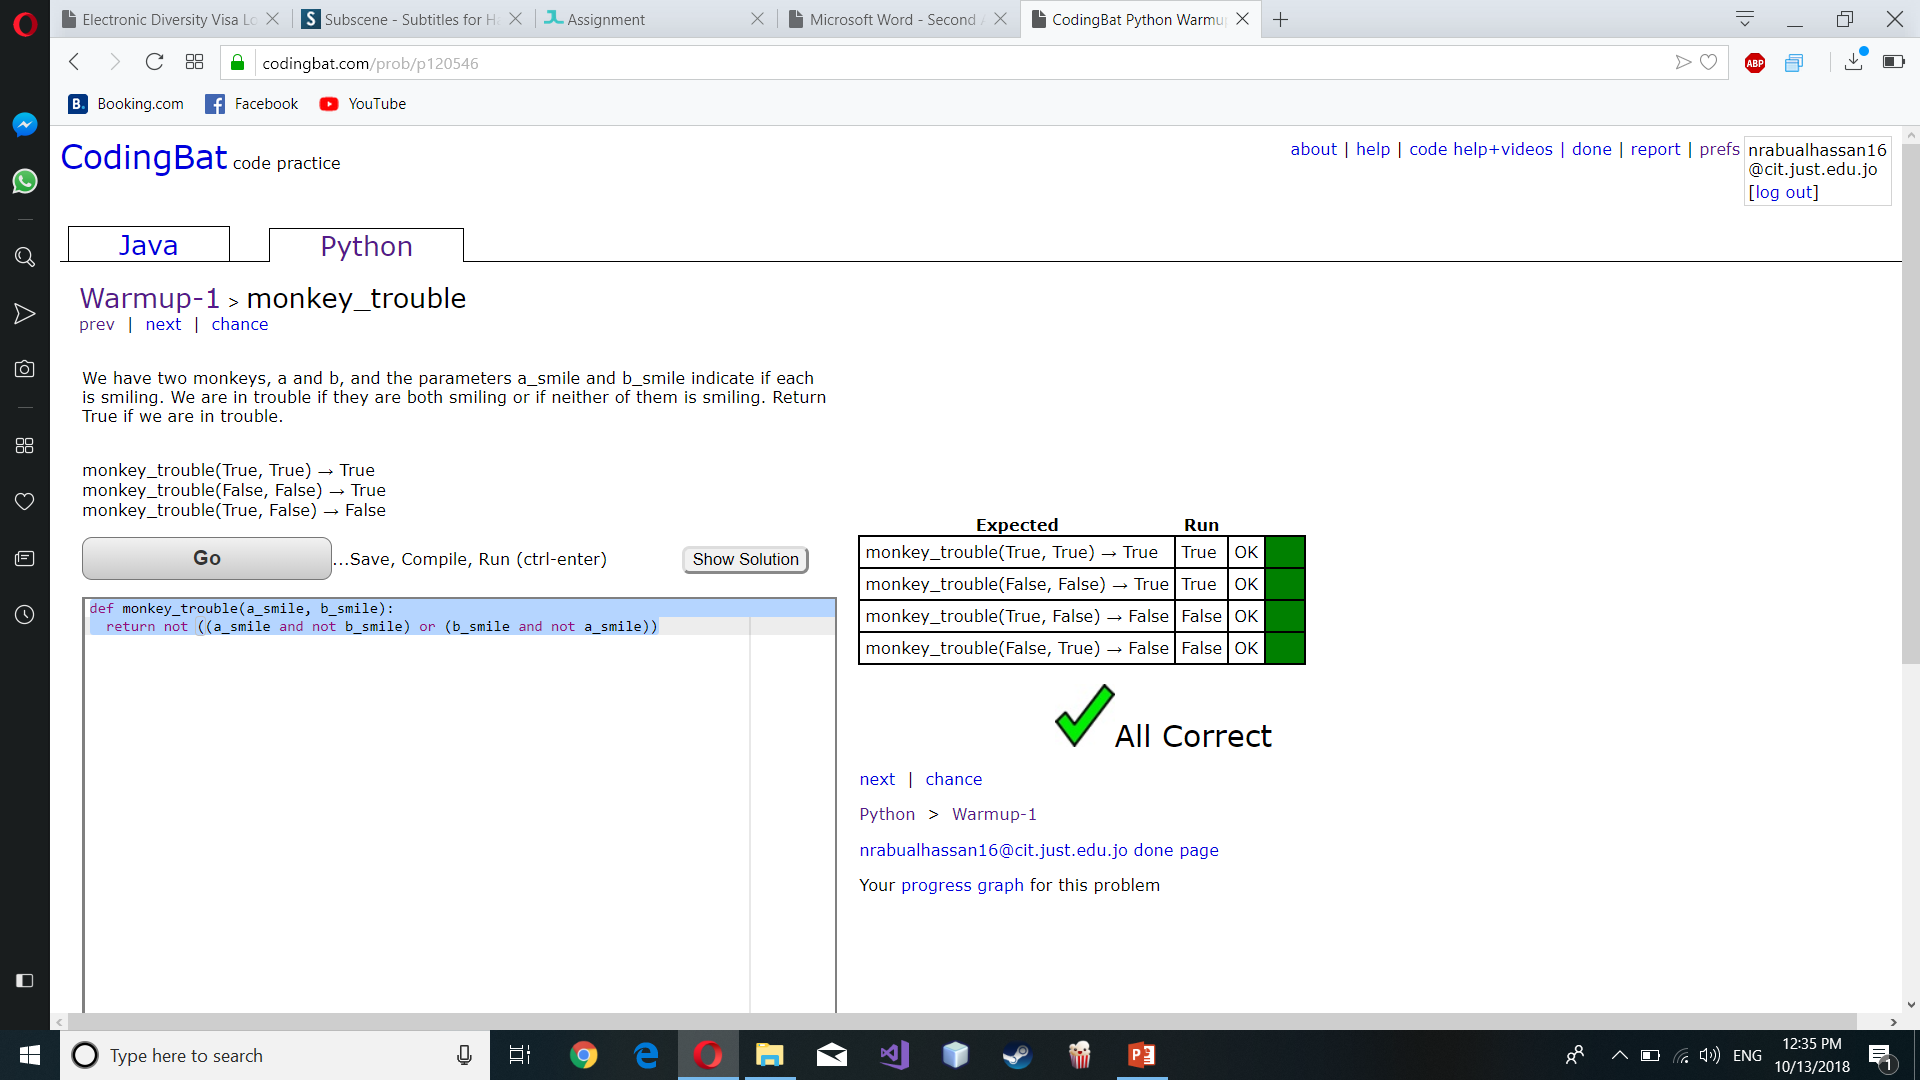 Electronic Diversity Visa Lo
Subscene - Subtitles for H
Assignment
Microsoft Word - Second A
CodingBat Python Warmu
codingbat.com/prob/p120546
ABP
B. Booking.com
Facebook
YouTube
CodingBat code practice
about | help | code help+videos | done | report | prefs
nrabualhassan16
@cit.just.edu.jo
[log out]
Java
Python
Warmup-1 > monkey_trouble
prev | next | chance
We have two monkeys, a and b, and the parameters a_smile and b_smile indicate if each
is smiling. We are in trouble if they are both smiling or if neither of them is smiling. Return
True if we are in trouble.
monkey_trouble(True, True) → True
monkey_trouble(False, False) → True
monkey_trouble(True, False) → False
Go
...Save, Compile, Run (ctrl-enter)
Show Solution
def monkey_trouble(a_smile, b_smile):
  return not ((a_smile and not b_smile) or (b_smile and not a_smile))
Expected Run
monkey_trouble(True, True) → True True OK
monkey_trouble(False, False) → True True OK
monkey_trouble(True, False) → False False OK
monkey_trouble(False, True) → False False OK
All Correct
next | chance
Python > Warmup-1
nrabualhassan16@cit.just.edu.jo done page
Your progress graph for this problem
Type here to search
ENG
12:35 PM
10/13/2018
1